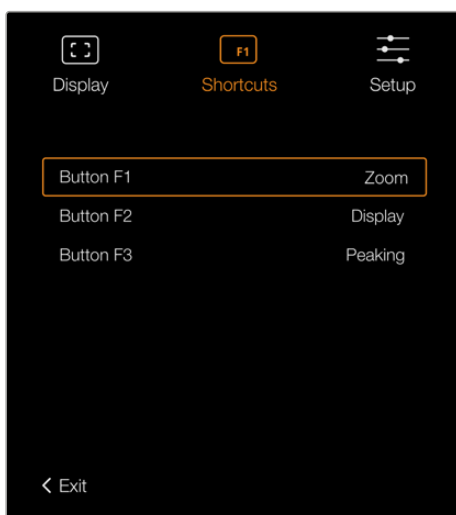 F1
Display Shortcuts Setup
Button F1 Zoom
Button F2 Display
Button F3 Peaking
Exit